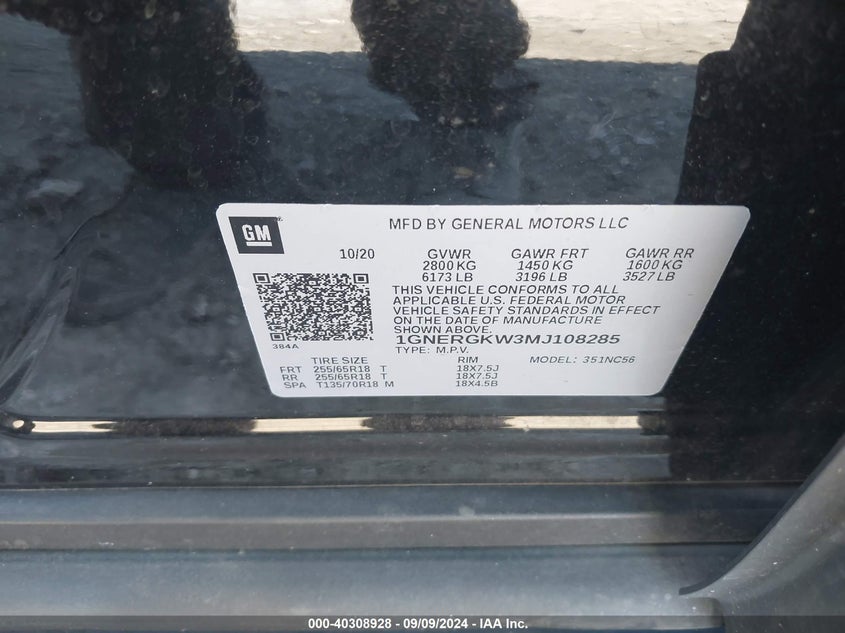 GM
MFD BY GENERAL MOTORS LLC
10/20 GVWR GAWR FRT GAWR RR
2800 KG 1450 KG 1600 KG
6173 LB 3196 LB 3527 LB
THIS VEHICLE CONFORMS TO ALL
APPLICABLE U.S. FEDERAL MOTOR
VEHICLE SAFETY STANDARDS IN EFFECT
ON THE DATE OF MANUFACTURE
SHOWN ABOVE.
384A
1GNERGKW3MJ108285
TYPE: M.P.V. MODEL: 351NC56
TIRE SIZE RIM
FRT 255/65R18 T 18X7.5J
RR 255/65R18 T 18X7.5J
SPA T135/70R18 M 18X4.5B
000-40308928 - 09/09/2024 - IAA Inc.